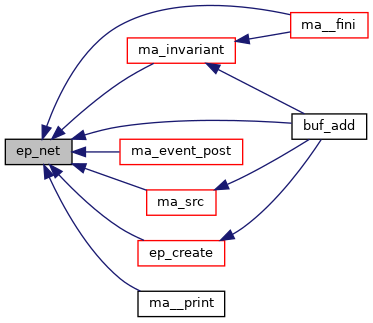 ma__fini
ma_invariant
buf_add
ep_net
ma_event_post
ma_src
ep_create
ma__print